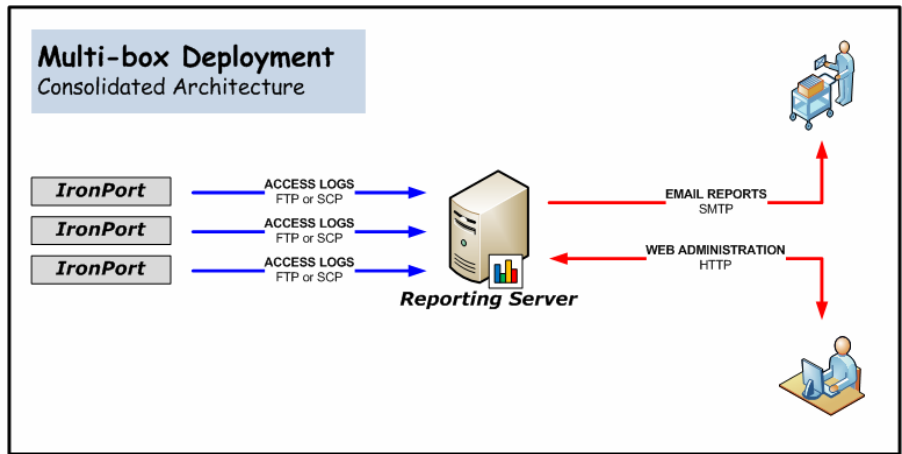 Multi-box Deployment
Consolidated Architecture
IronPort
ACCESS LOGS
FTP or SCP
IronPort
ACCESS LOGS
FTP or SCP
IronPort
ACCESS LOGS
FTP or SCP
Reporting Server
EMAIL REPORTS
SMTP
WEB ADMINISTRATION
HTTP